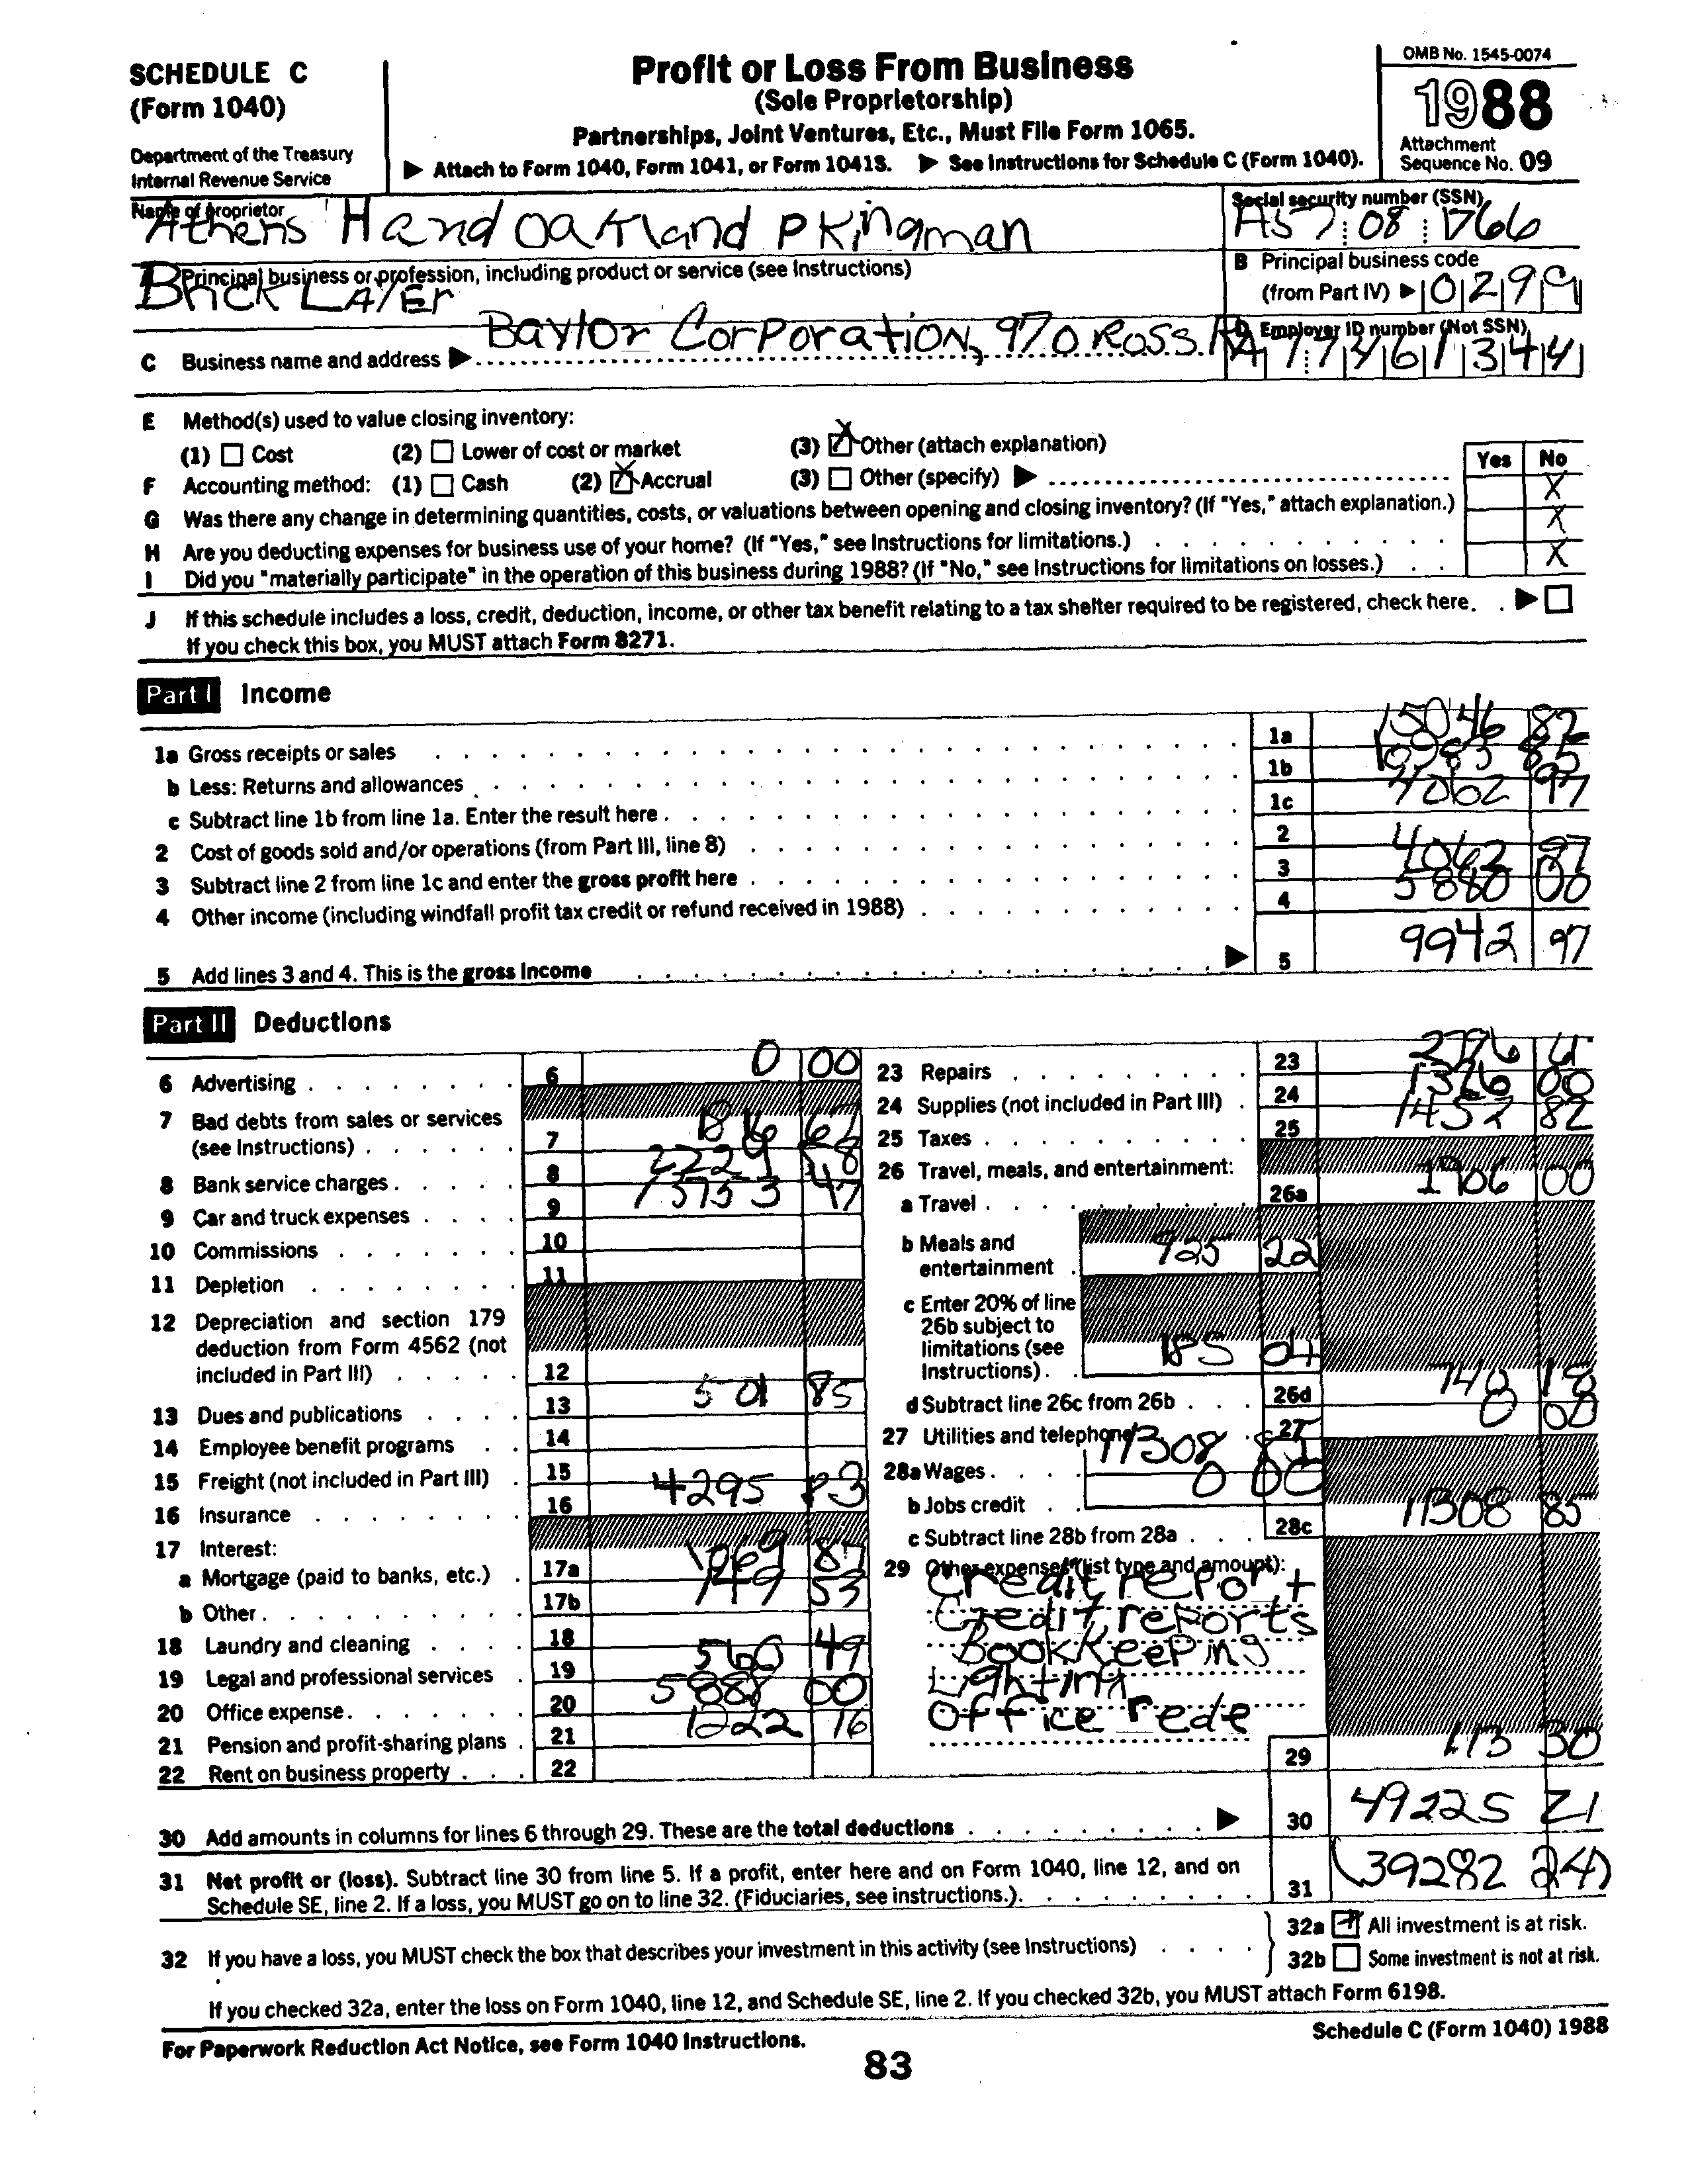 SCHEDULE C
(Form 1040)
Department of the Treasury
Internal Revenue Service
Profit or Loss From Business
(Sole Proprietorship)
Partnerships, Joint Ventures, Etc., Must File Form 1065.
▶ Attach to Form 1040, Form 1041, or Form 1041S. ▶ See Instructions for Schedule C (Form 1040).
OMB No. 1545-0074
1988
Attachment
Sequence No. 09
Name of proprietor
Athens H and Oakland P Kingman
Social security number (SSN)
A57 08 1766
A Principal business or profession, including product or service (see Instructions)
Brick LAyEr
B Principal business code
(from Part IV) ▶ 0299
C Business name and address ▶ Baylor Corporation, 970 Ross Rd
D Employer ID number (Not SSN)
E Method(s) used to value closing inventory:
(1) Cost (2) Lower of cost or market (3) X Other (attach explanation)
F Accounting method: (1) Cash (2) X Accrual (3) Other (specify) ▶
Yes No
G Was there any change in determining quantities, costs, or valuations between opening and closing inventory? (If "Yes," attach explanation.) X
H Are you deducting expenses for business use of your home? (If "Yes," see Instructions for limitations.) X
I Did you "materially participate" in the operation of this business during 1988? (If "No," see Instructions for limitations on losses.) X
J If this schedule includes a loss, credit, deduction, income, or other tax benefit relating to a tax shelter required to be registered, check here. ▶
If you check this box, you MUST attach Form 8271.
Part I Income
1a Gross receipts or sales 1a 15046 82
b Less: Returns and allowances 1b 10983 85
c Subtract line 1b from line 1a. Enter the result here 1c 4062 97
2 Cost of goods sold and/or operations (from Part III, line 8) 2
3 Subtract line 2 from line 1c and enter the gross profit here 3 4062 97
4 Other income (including windfall profit tax credit or refund received in 1988) 4 5880 00
5 Add lines 3 and 4. This is the gross income ▶ 5 9942 97
Part II Deductions
6 Advertising 6 0 00
7 Bad debts from sales or services
(see Instructions) 7
8 Bank service charges 8
9 Car and truck expenses 9
10 Commissions 10
11 Depletion 11
12 Depreciation and section 179
deduction from Form 4562 (not
included in Part III) 12
13 Dues and publications 13 501 85
14 Employee benefit programs 14
15 Freight (not included in Part III) 15
16 Insurance 16 4295
17 Interest:
a Mortgage (paid to banks, etc.) 17a
b Other 17b 149 53
18 Laundry and cleaning 18
19 Legal and professional services 19 560 49
20 Office expense 20 5888 00
21 Pension and profit-sharing plans 21 1222 16
22 Rent on business property 22
23 Repairs 23
24 Supplies (not included in Part III) 24 1326 00
25 Taxes 25 1452 82
26 Travel, meals, and entertainment:
a Travel 26a 1906 00
b Meals and
entertainment 925 22
c Enter 20% of line
26b subject to
limitations (see
Instructions) 185 04
d Subtract line 26c from 26b 26d 740 18
27 Utilities and telephone 27 0 00
28a Wages 11308 85
b Jobs credit 0 00
c Subtract line 28b from 28a 28c 11308 85
29 Other expenses (list type and amount):
Credit report
Credit reports
BookKeeping
Lighting
Office rede
29 113 30
30 Add amounts in columns for lines 6 through 29. These are the total deductions ▶ 30 49225 21
31 Net profit or (loss). Subtract line 30 from line 5. If a profit, enter here and on Form 1040, line 12, and on
Schedule SE, line 2. If a loss, you MUST go on to line 32. (Fiduciaries, see instructions.) 31 (39282 24)
32 If you have a loss, you MUST check the box that describes your investment in this activity (see Instructions)
32a All investment is at risk.
32b Some investment is not at risk.
If you checked 32a, enter the loss on Form 1040, line 12, and Schedule SE, line 2. If you checked 32b, you MUST attach Form 6198.
For Paperwork Reduction Act Notice, see Form 1040 Instructions.
Schedule C (Form 1040) 1988
83